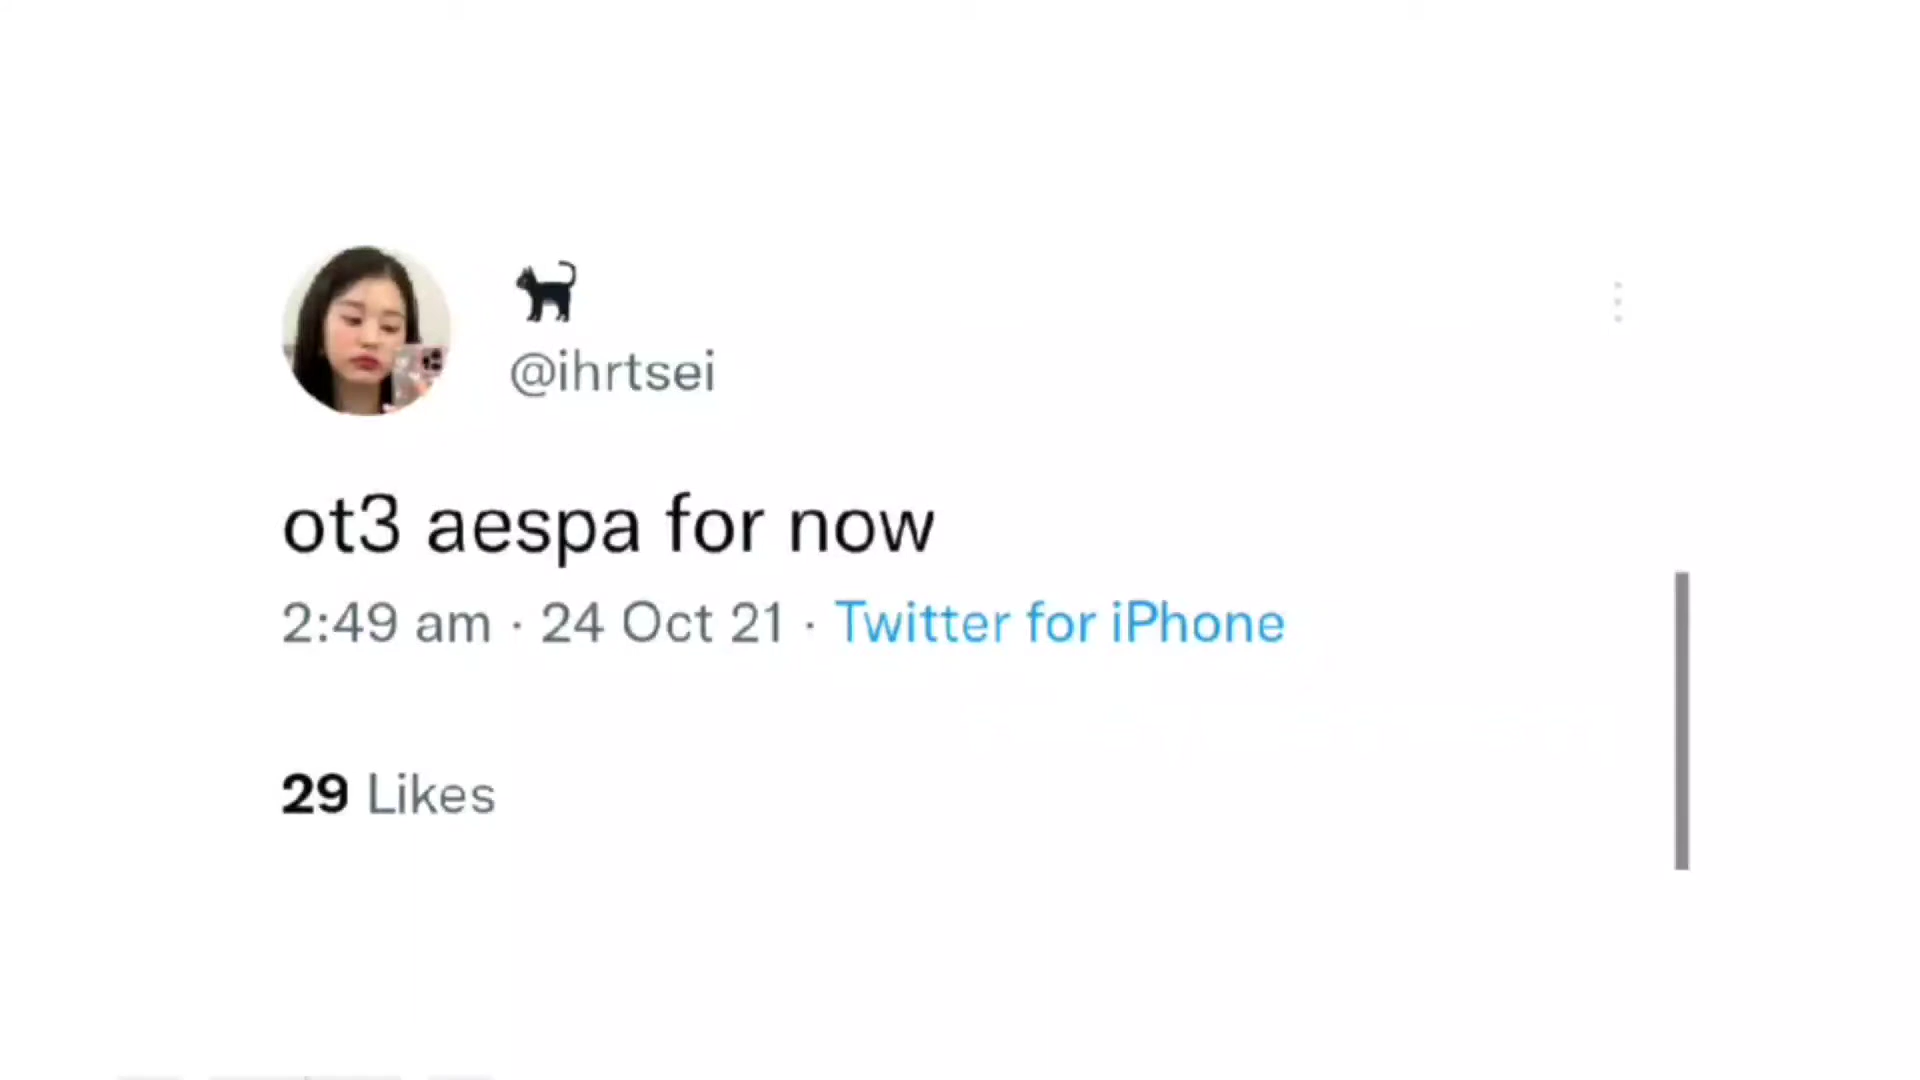 🐈‍⬛
@ihrtsei
ot3 aespa for now
2:49 am · 24 Oct 21 · Twitter for iPhone
29 Likes